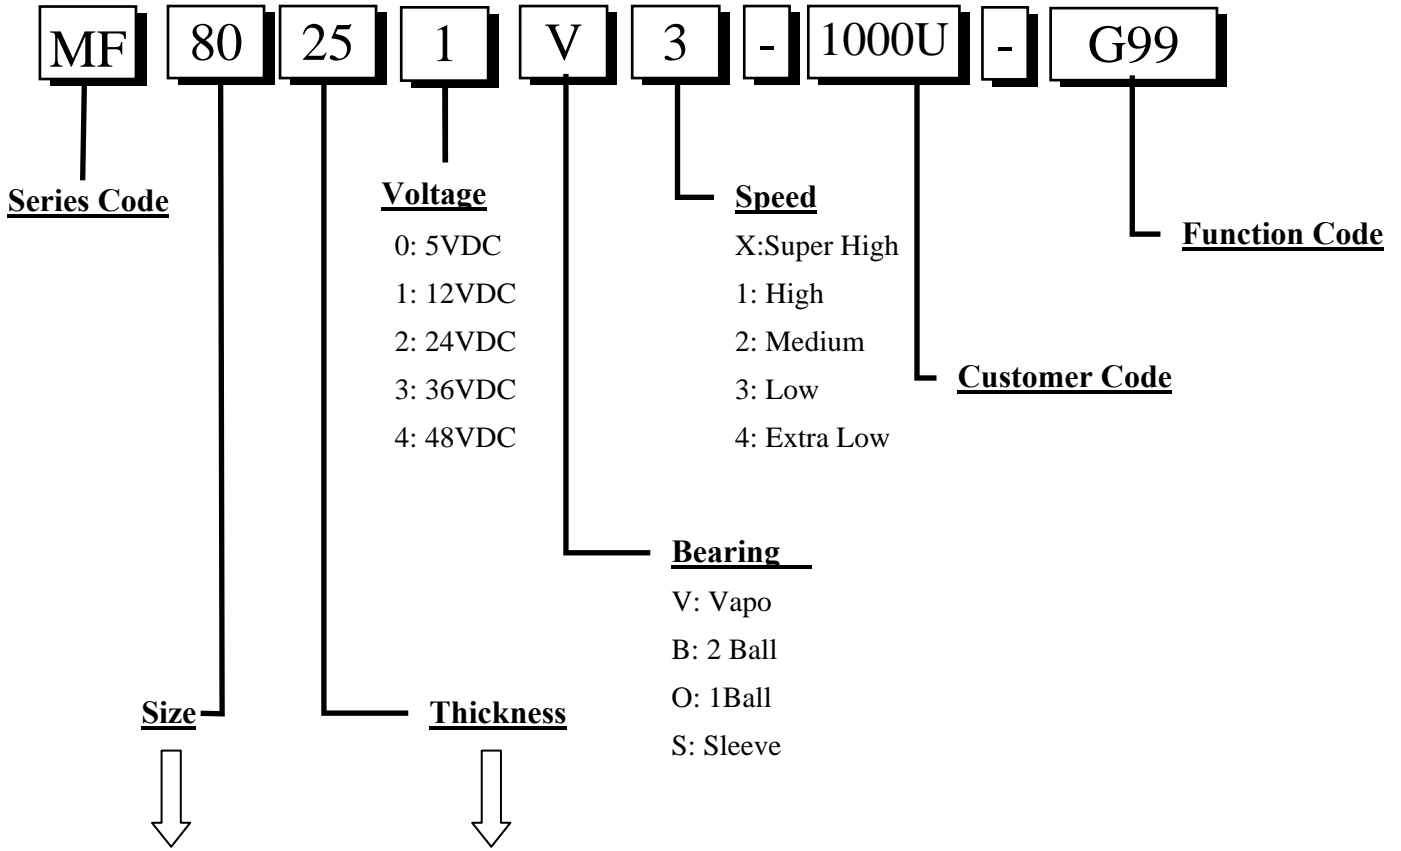 MF 80 25 1 V 3 - 1000U - G99
Series Code
Voltage
0: 5VDC
1: 12VDC
2: 24VDC
3: 36VDC
4: 48VDC
Speed
X:Super High
1: High
2: Medium
3: Low
4: Extra Low
Function Code
Customer Code
Bearing
V: Vapo
B: 2 Ball
O: 1Ball
S: Sleeve
Size
Thickness